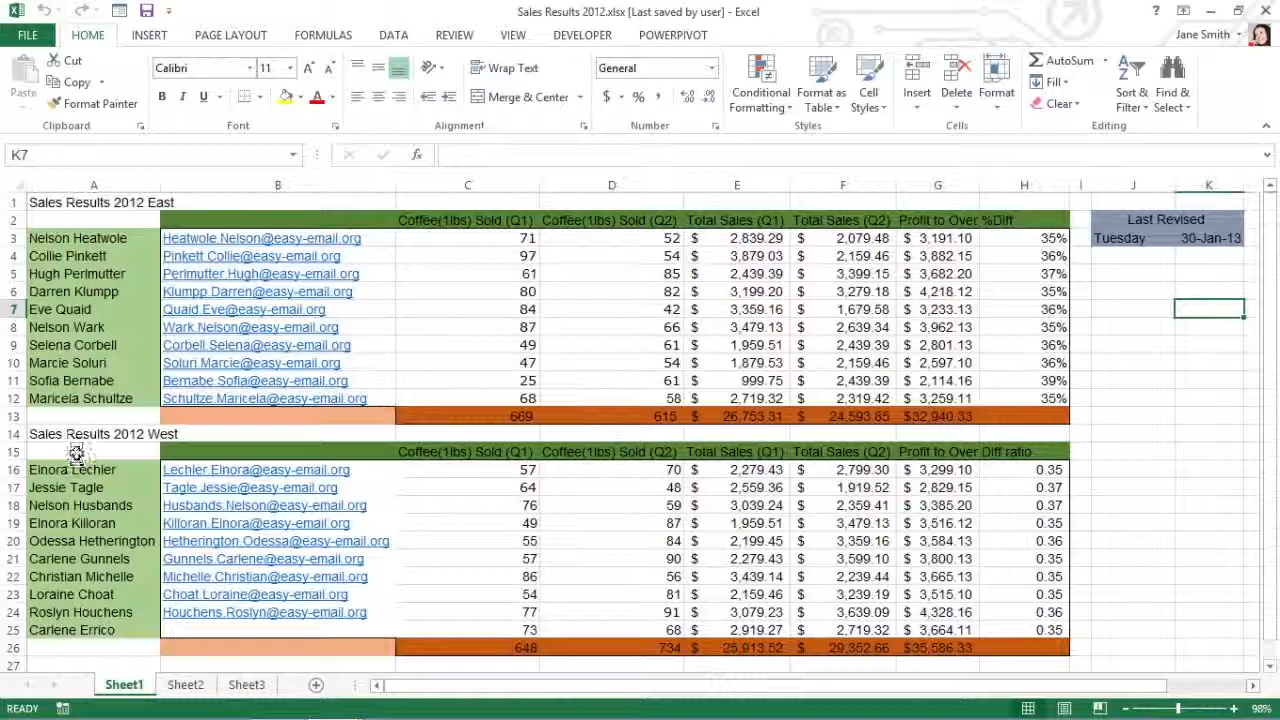 Sales Results 2012.xlsx [Last saved by user] - Excel
FILE HOME INSERT PAGE LAYOUT FORMULAS DATA REVIEW VIEW DEVELOPER POWERPIVOT Jane Smith
Cut Calibri 11 Wrap Text General AutoSum
Copy Fill
Paste Format Painter Merge & Center Conditional Formatting Format as Table Cell Styles Insert Delete Format Clear Sort & Filter Find & Select
Clipboard Font Alignment Number Styles Cells Editing
K7
A B C D E F G H I J K
1 Sales Results 2012 East
2 Coffee(1lbs) Sold (Q1) Coffee(1lbs) Sold (Q2) Total Sales (Q1) Total Sales (Q2) Profit to Over %Diff Last Revised
3 Nelson Heatwole Heatwole.Nelson@easy-email.org 71 52 $ 2,839.29 $ 2,079.48 $ 3,191.10 35% Tuesday 30-Jan-13
4 Collie Pinkett Pinkett.Collie@easy-email.org 97 54 $ 3,879.03 $ 2,159.46 $ 3,882.15 36%
5 Hugh Perlmutter Perlmutter.Hugh@easy-email.org 61 85 $ 2,439.39 $ 3,399.15 $ 3,682.20 37%
6 Darren Klumpp Klumpp.Darren@easy-email.org 80 82 $ 3,199.20 $ 3,279.18 $ 4,218.12 35%
7 Eve Quaid Quaid.Eve@easy-email.org 84 42 $ 3,359.16 $ 1,679.58 $ 3,233.13 36%
8 Nelson Wark Wark.Nelson@easy-email.org 87 66 $ 3,479.13 $ 2,639.34 $ 3,962.13 35%
9 Selena Corbell Corbell.Selena@easy-email.org 49 61 $ 1,959.51 $ 2,439.39 $ 2,801.13 36%
10 Marcie Soluri Soluri.Marcie@easy-email.org 47 54 $ 1,879.53 $ 2,159.46 $ 2,597.10 36%
11 Sofia Bernabe Bernabe.Sofia@easy-email.org 25 61 $ 999.75 $ 2,439.39 $ 2,114.16 39%
12 Maricela Schultze Schultze.Maricela@easy-email.org 68 58 $ 2,719.32 $ 2,319.42 $ 3,259.11 35%
13 669 615 $ 26,753.31 $ 24,593.85 $32,940.33
14 Sales Results 2012 West
15 Coffee(1lbs) Sold (Q1) Coffee(1lbs) Sold (Q2) Total Sales (Q1) Total Sales (Q2) Profit to Over Diff ratio
16 Elnora Lechler Lechler.Elnora@easy-email.org 57 70 $ 2,279.43 $ 2,799.30 $ 3,299.10 0.35
17 Jessie Tagle Tagle.Jessie@easy-email.org 64 48 $ 2,559.36 $ 1,919.52 $ 2,829.15 0.37
18 Nelson Husbands Husbands.Nelson@easy-email.org 76 59 $ 3,039.24 $ 2,359.41 $ 3,385.20 0.37
19 Elnora Killoran Killoran.Elnora@easy-email.org 49 87 $ 1,959.51 $ 3,479.13 $ 3,516.12 0.35
20 Odessa Hetherington Hetherington.Odessa@easy-email.org 55 84 $ 2,199.45 $ 3,359.16 $ 3,584.13 0.36
21 Carlene Gunnels Gunnels.Carlene@easy-email.org 57 90 $ 2,279.43 $ 3,599.10 $ 3,800.13 0.35
22 Christian Michelle Michelle.Christian@easy-email.org 86 56 $ 3,439.14 $ 2,239.44 $ 3,665.13 0.35
23 Loraine Choat Choat.Loraine@easy-email.org 54 81 $ 2,159.46 $ 3,239.19 $ 3,515.10 0.35
24 Roslyn Houchens Houchens.Roslyn@easy-email.org 77 91 $ 3,079.23 $ 3,639.09 $ 4,328.16 0.36
25 Carlene Errico 73 68 $ 2,919.27 $ 2,719.32 $ 3,664.11 0.35
26 648 734 $ 25,913.52 $ 29,352.66 $35,586.33
27
Sheet1 Sheet2 Sheet3
READY 98%